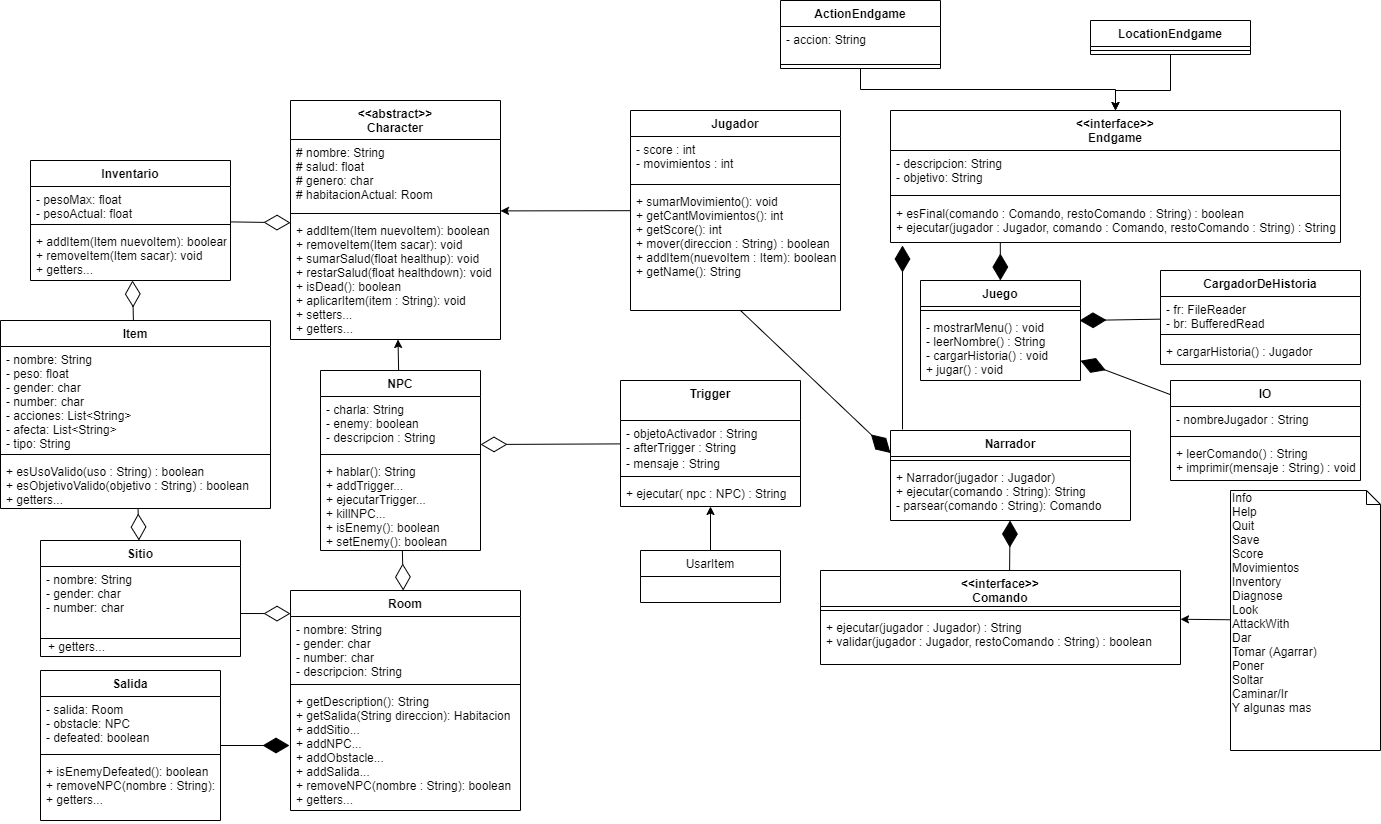 ActionEndgame
- accion: String
LocationEndgame
<<interface>>
Endgame
- descripcion: String
- objetivo: String
+ esFinal(comando : Comando, restoComando : String) : boolean
+ ejecutar(jugador : Jugador, comando : Comando, restoComando : String) : String
<<abstract>>
Character
# nombre: String
# salud: float
# genero: char
# habitacionActual: Room
+ addItem(Item nuevoItem): boolean
+ removeItem(Item sacar): void
+ sumarSalud(float healthup): void
+ restarSalud(float healthdown): void
+ isDead(): boolean
+ aplicarItem(item : String): void
+ setters...
+ getters...
Jugador
- score : int
- movimientos : int
+ sumarMovimiento(): void
+ getCantMovimientos(): int
+ getScore(): int
+ mover(direccion : String) : boolean
+ addItem(nuevoItem : Item): boolean
+ getName(): String
Inventario
- pesoMax: float
- pesoActual: float
+ addItem(Item nuevoItem): boolean
+ removeItem(Item sacar): void
+ getters...
Item
- nombre: String
- peso: float
- gender: char
- number: char
- acciones: List<String>
- afecta: List<String>
- tipo: String
+ esUsoValido(uso : String) : boolean
+ esObjetivoValido(objetivo : String) : boolean
+ getters...
NPC
- charla: String
- enemy: boolean
- descripcion : String
+ hablar(): String
+ addTrigger...
+ ejecutarTrigger...
+ killNPC...
+ isEnemy(): boolean
+ setEnemy(): boolean
Trigger
- objetoActivador : String
- afterTrigger : String
- mensaje : String
+ ejecutar( npc : NPC) : String
UsarItem
Juego
- mostrarMenu() : void
- leerNombre() : String
- cargarHistoria() : void
+ jugar() : void
CargadorDeHistoria
- fr: FileReader
- br: BufferedRead
+ cargarHistoria() : Jugador
IO
- nombreJugador : String
+ leerComando() : String
+ imprimir(mensaje : String) : void
Narrador
+ Narrador(jugador : Jugador)
+ ejecutar(comando : String): String
- parsear(comando : String): Comando
<<interface>>
Comando
+ ejecutar(jugador : Jugador) : String
+ validar(jugador : Jugador, restoComando : String) : boolean
Info
Help
Quit
Save
Score
Movimientos
Inventory
Diagnose
Look
AttackWith
Dar
Tomar (Agarrar)
Poner
Soltar
Caminar/Ir
Y algunas mas
Sitio
- nombre: String
- gender: char
- number: char
+ getters...
Room
- nombre: String
- gender: char
- number: char
- descripcion: String
+ getDescription(): String
+ getSalida(String direccion): Habitacion
+ addSitio...
+ addNPC...
+ addObstacle...
+ addSalida...
+ removeNPC(nombre : String): boolean
+ getters...
Salida
- salida: Room
- obstacle: NPC
- defeated: boolean
+ isEnemyDefeated(): boolean
+ removeNPC(nombre : String):
+ getters...